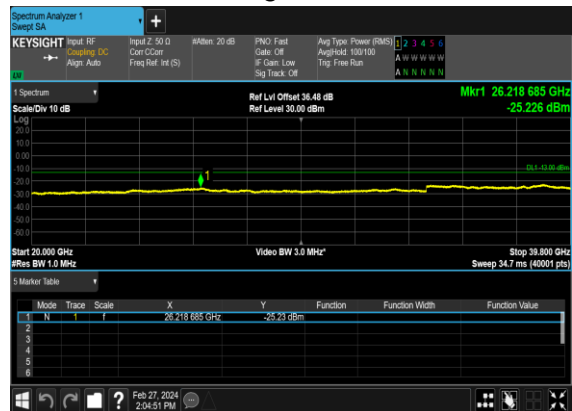 Spectrum Analyzer 1
Swept SA
+
KEYSIGHT Input: RF Input Z: 50 Ω #Atten: 20 dB PNO: Fast Avg Type: Power (RMS) 1 2 3 4 5 6
Coupling: DC Corr CCorr Gate: Off Avg|Hold: 100/100 A W W W W W
Align: Auto Freq Ref: Int (S) IF Gain: Low Trig: Free Run
Sig Track: Off A N N N N N
1 Spectrum Ref Lvl Offset 36.48 dB Mkr1 26.218 685 GHz
Scale/Div 10 dB Ref Level 30.00 dBm -25.226 dBm
Log
20.0
10.0
0.00
-10.0 1 DL1 -13.00 dBm
-20.0
-30.0
-40.0
-50.0
-60.0
Start 20.000 GHz Video BW 3.0 MHz* Stop 39.800 GHz
#Res BW 1.0 MHz Sweep 34.7 ms (40001 pts)
5 Marker Table
Mode Trace Scale X Y Function Function Width Function Value
1 N 1 f 26.218 685 GHz -25.23 dBm
2
3
4
5
6
? Feb 27, 2024
2:04:51 PM